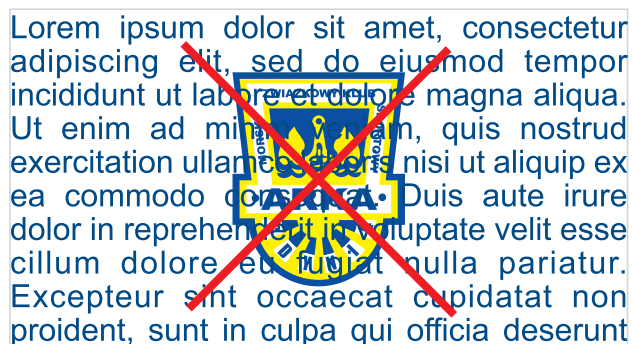 Lorem ipsum dolor sit amet, consectetur
adipiscing elit, sed do eiusmod tempor
incididunt ut labore et dolore magna aliqua.
Ut enim ad minim veniam, quis nostrud
exercitation ullamco laboris nisi ut aliquip ex
ea commodo consequat. Duis aute irure
dolor in reprehenderit in voluptate velit esse
cillum dolore eu fugiat nulla pariatur.
Excepteur sint occaecat cupidatat non
proident, sunt in culpa qui officia deserunt
ZWIĄZKOWY KLUB
ARKA